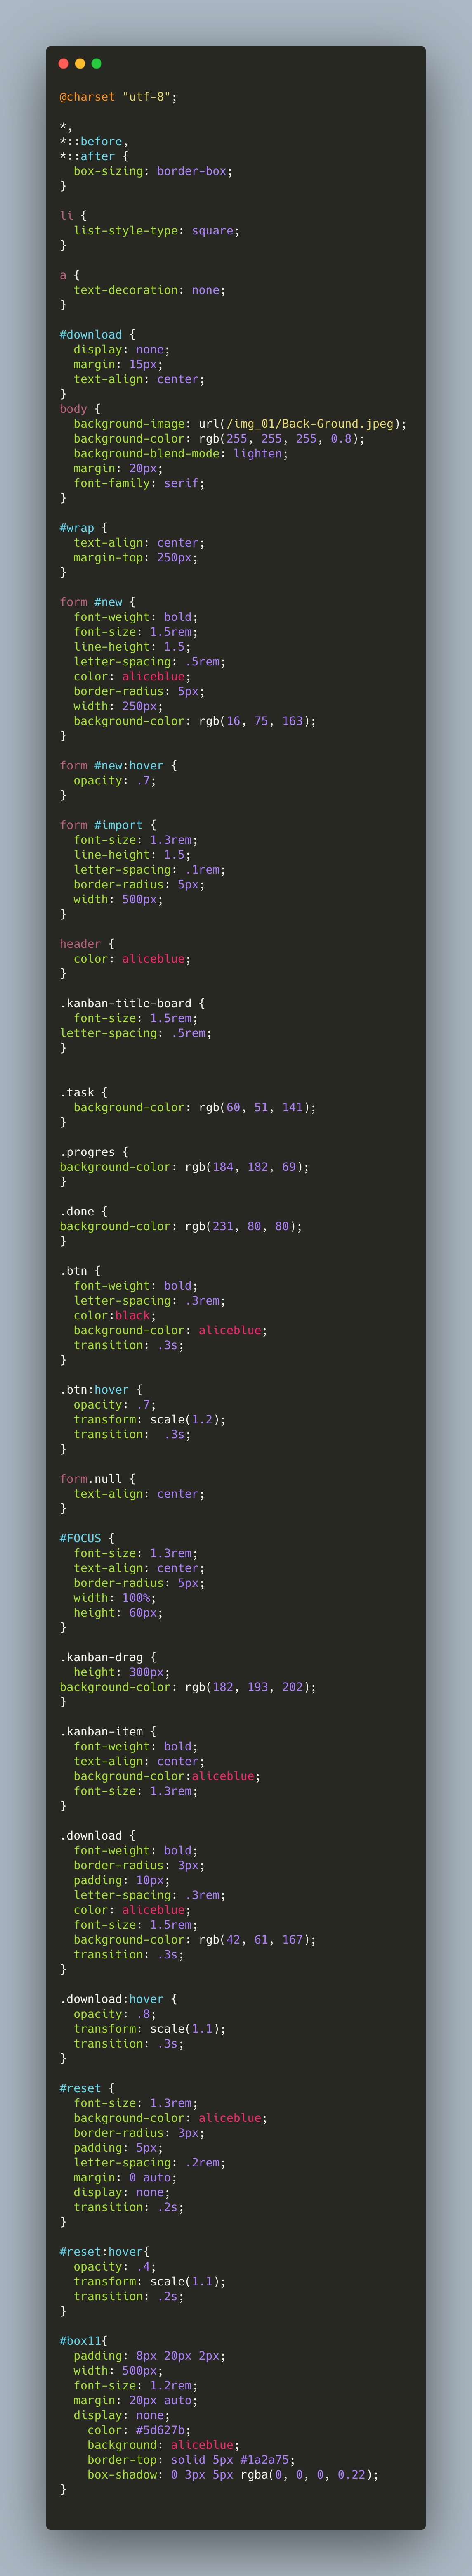 @charset "utf-8";

*,
*::before,
*::after {
  box-sizing: border-box;
}

li {
  list-style-type: square;
}

a {
  text-decoration: none;
}

#download {
  display: none;
  margin: 15px;
  text-align: center;
}
body {
  background-image: url(/img_01/Back-Ground.jpeg);
  background-color: rgb(255, 255, 255, 0.8);
  background-blend-mode: lighten;
  margin: 20px;
  font-family: serif;
}

#wrap {
  text-align: center;
  margin-top: 250px;
}

form #new {
  font-weight: bold;
  font-size: 1.5rem;
  line-height: 1.5;
  letter-spacing: .5rem;
  color: aliceblue;
  border-radius: 5px;
  width: 250px;
  background-color: rgb(16, 75, 163);
}

form #new:hover {
  opacity: .7;
}

form #import {
  font-size: 1.3rem;
  line-height: 1.5;
  letter-spacing: .1rem;
  border-radius: 5px;
  width: 500px;
}

header {
  color: aliceblue;
}

.kanban-title-board {
  font-size: 1.5rem;
letter-spacing: .5rem;
}


.task {
  background-color: rgb(60, 51, 141);
}

.progres {
background-color: rgb(184, 182, 69);
}

.done {
background-color: rgb(231, 80, 80);
}

.btn {
  font-weight: bold;
  letter-spacing: .3rem;
  color:black;
  background-color: aliceblue;
  transition: .3s;
}

.btn:hover {
  opacity: .7;
  transform: scale(1.2);
  transition:  .3s;
}

form.null {
  text-align: center;
}

#FOCUS {
  font-size: 1.3rem;
  text-align: center;
  border-radius: 5px;
  width: 100%;
  height: 60px;
}

.kanban-drag {
  height: 300px;
background-color: rgb(182, 193, 202);
}

.kanban-item {
  font-weight: bold;
  text-align: center;
  background-color:aliceblue;
  font-size: 1.3rem;
}

.download {
  font-weight: bold;
  border-radius: 3px;
  padding: 10px;
  letter-spacing: .3rem;
  color: aliceblue;
  font-size: 1.5rem;
  background-color: rgb(42, 61, 167);
  transition: .3s;
}

.download:hover {
  opacity: .8;
  transform: scale(1.1);
  transition: .3s;
}

#reset {
  font-size: 1.3rem;
  background-color: aliceblue;
  border-radius: 3px;
  padding: 5px;
  letter-spacing: .2rem;
  margin: 0 auto;
  display: none;
  transition: .2s;
}

#reset:hover{
  opacity: .4;
  transform: scale(1.1);
  transition: .2s;
}

#box11{
  padding: 8px 20px 2px;
  width: 500px;
  font-size: 1.2rem;
  margin: 20px auto;
  display: none;
    color: #5d627b;
    background: aliceblue;
    border-top: solid 5px #1a2a75;
    box-shadow: 0 3px 5px rgba(0, 0, 0, 0.22);
}